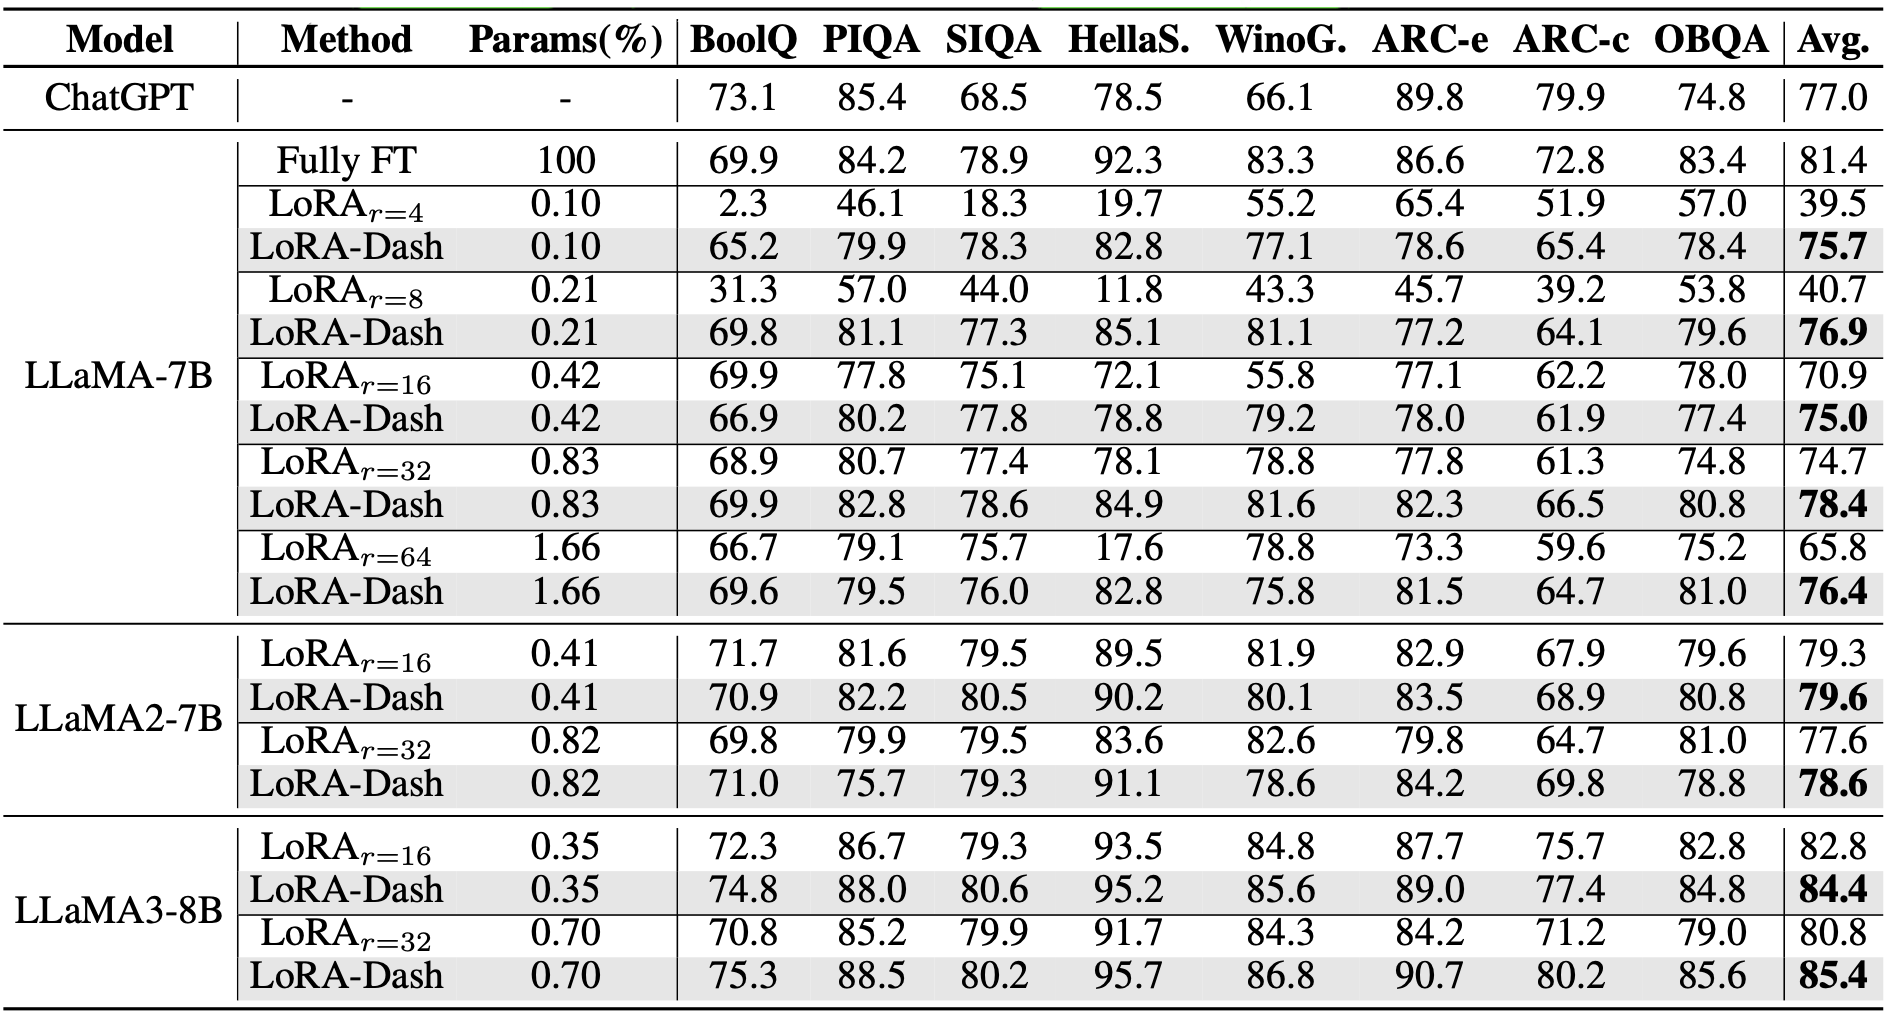 Model Method Params(%) BoolQ PIQA SIQA HellaS. WinoG. ARC-e ARC-c OBQA Avg.
ChatGPT - - 73.1 85.4 68.5 78.5 66.1 89.8 79.9 74.8 77.0
Fully FT 100 69.9 84.2 78.9 92.3 83.3 86.6 72.8 83.4 81.4
LoRAr=4 0.10 2.3 46.1 18.3 19.7 55.2 65.4 51.9 57.0 39.5
LoRA-Dash 0.10 65.2 79.9 78.3 82.8 77.1 78.6 65.4 78.4 75.7
LoRAr=8 0.21 31.3 57.0 44.0 11.8 43.3 45.7 39.2 53.8 40.7
LoRA-Dash 0.21 69.8 81.1 77.3 85.1 81.1 77.2 64.1 79.6 76.9
LLaMA-7B LoRAr=16 0.42 69.9 77.8 75.1 72.1 55.8 77.1 62.2 78.0 70.9
LoRA-Dash 0.42 66.9 80.2 77.8 78.8 79.2 78.0 61.9 77.4 75.0
LoRAr=32 0.83 68.9 80.7 77.4 78.1 78.8 77.8 61.3 74.8 74.7
LoRA-Dash 0.83 69.9 82.8 78.6 84.9 81.6 82.3 66.5 80.8 78.4
LoRAr=64 1.66 66.7 79.1 75.7 17.6 78.8 73.3 59.6 75.2 65.8
LoRA-Dash 1.66 69.6 79.5 76.0 82.8 75.8 81.5 64.7 81.0 76.4
LoRAr=16 0.41 71.7 81.6 79.5 89.5 81.9 82.9 67.9 79.6 79.3
LoRA-Dash 0.41 70.9 82.2 80.5 90.2 80.1 83.5 68.9 80.8 79.6
LLaMA2-7B
LoRAr=32 0.82 69.8 79.9 79.5 83.6 82.6 79.8 64.7 81.0 77.6
LoRA-Dash 0.82 71.0 75.7 79.3 91.1 78.6 84.2 69.8 78.8 78.6
LoRAr=16 0.35 72.3 86.7 79.3 93.5 84.8 87.7 75.7 82.8 82.8
LoRA-Dash 0.35 74.8 88.0 80.6 95.2 85.6 89.0 77.4 84.8 84.4
LLaMA3-8B
LoRAr=32 0.70 70.8 85.2 79.9 91.7 84.3 84.2 71.2 79.0 80.8
LoRA-Dash 0.70 75.3 88.5 80.2 95.7 86.8 90.7 80.2 85.6 85.4